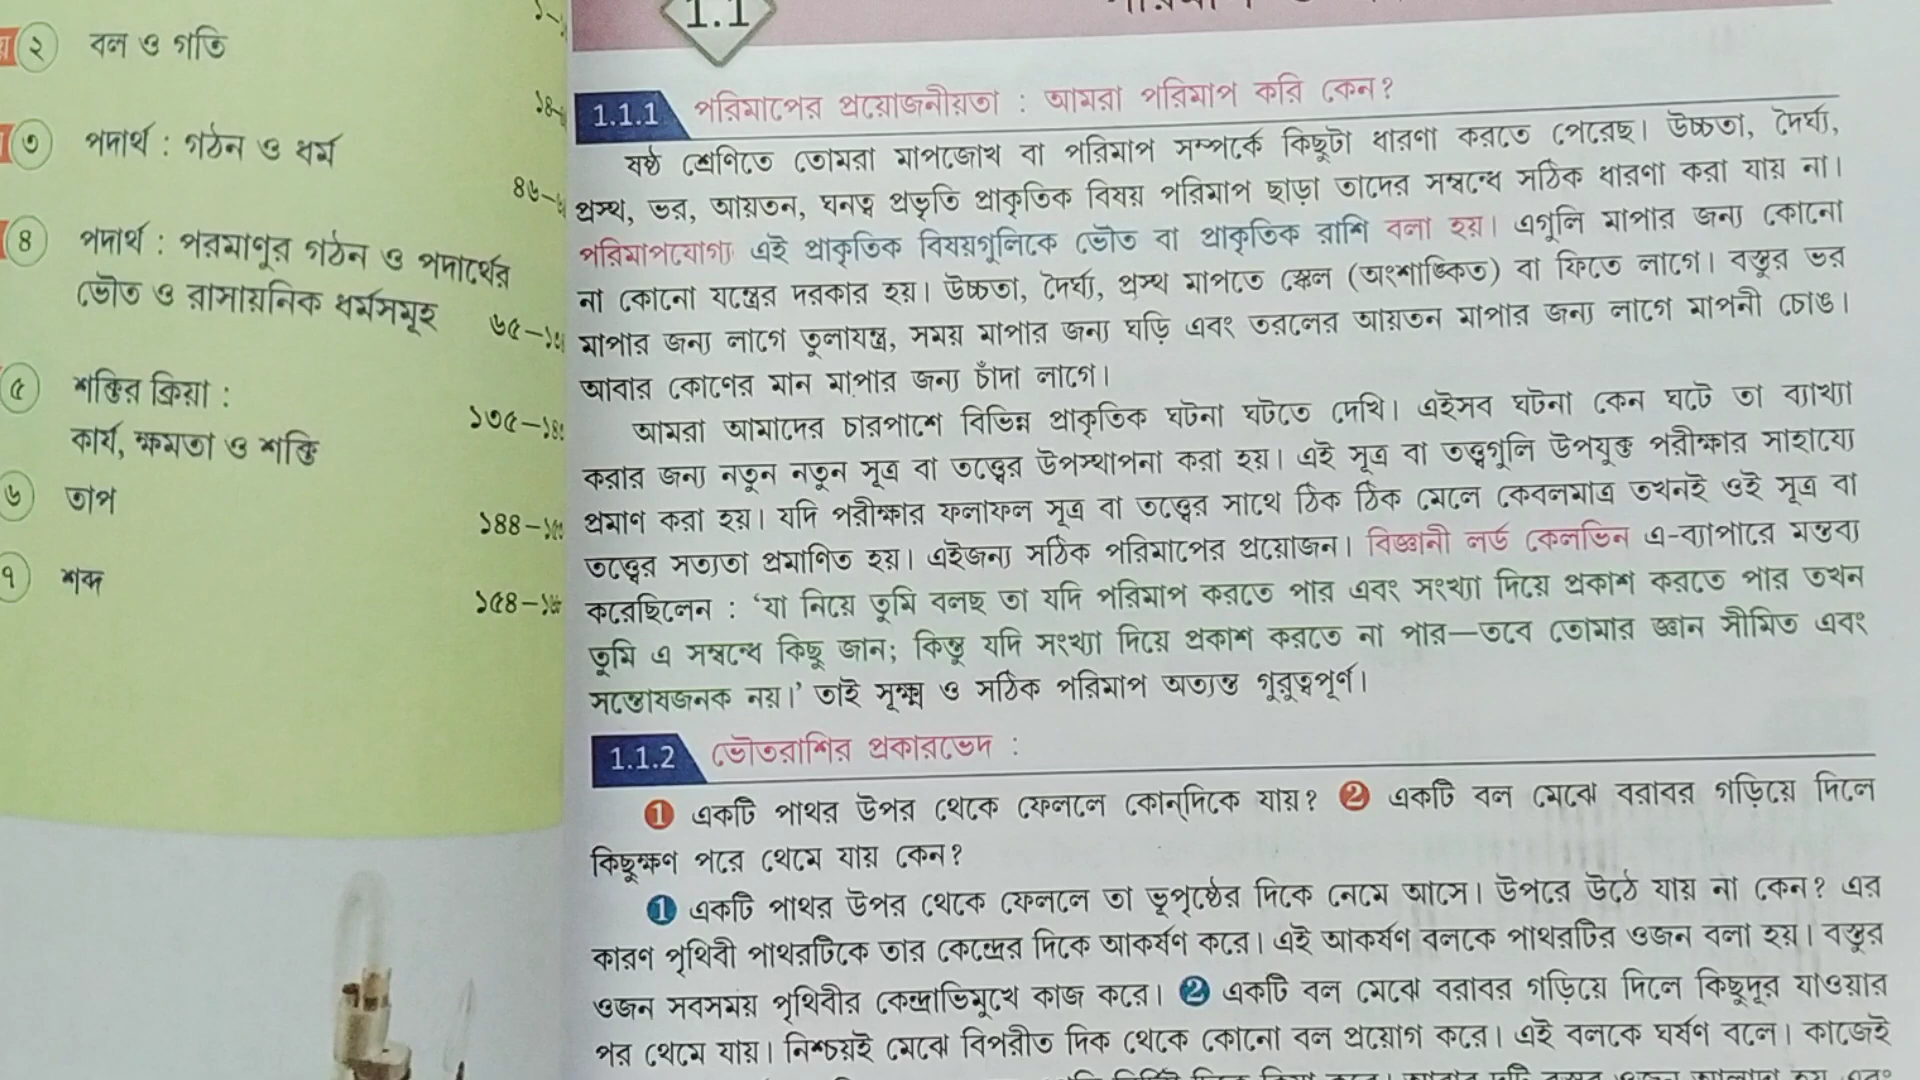 ২ বল ও গতি
৩ পদার্থ : গঠন ও ধর্ম
৪ পদার্থ : পরমাণুর গঠন ও পদার্থের
ভৌত ও রাসায়নিক ধর্মসমূহ
৫ শক্তির ক্রিয়া :
কার্য, ক্ষমতা ও শক্তি
৬ তাপ
৭ শব্দ
১৪–
৪৬–
৬৫–
১৩৫–
১৪৪–
১৫৪–
1.1
1.1.1 পরিমাপের প্রয়োজনীয়তা : আমরা পরিমাপ করি কেন?
ষষ্ঠ শ্রেণিতে তোমরা মাপজোখ বা পরিমাপ সম্পর্কে কিছুটা ধারণা করতে পেরেছ। উচ্চতা, দৈর্ঘ্য,
প্রস্থ, ভর, আয়তন, ঘনত্ব প্রভৃতি প্রাকৃতিক বিষয় পরিমাপ ছাড়া তাদের সম্বন্ধে সঠিক ধারণা করা যায় না।
পরিমাপযোগ্য এই প্রাকৃতিক বিষয়গুলিকে ভৌত বা প্রাকৃতিক রাশি বলা হয়। এগুলি মাপার জন্য কোনো
না কোনো যন্ত্রের দরকার হয়। উচ্চতা, দৈর্ঘ্য, প্রস্থ মাপতে স্কেল (অংশাঙ্কিত) বা ফিতে লাগে। বস্তুর ভর
মাপার জন্য লাগে তুলাযন্ত্র, সময় মাপার জন্য ঘড়ি এবং তরলের আয়তন মাপার জন্য লাগে মাপনী চোঙ।
আবার কোণের মান মাপার জন্য চাঁদা লাগে।
আমরা আমাদের চারপাশে বিভিন্ন প্রাকৃতিক ঘটনা ঘটতে দেখি। এইসব ঘটনা কেন ঘটে তা ব্যাখ্যা
করার জন্য নতুন নতুন সূত্র বা তত্ত্বের উপস্থাপনা করা হয়। এই সূত্র বা তত্ত্বগুলি উপযুক্ত পরীক্ষার সাহায্যে
প্রমাণ করা হয়। যদি পরীক্ষার ফলাফল সূত্র বা তত্ত্বের সাথে ঠিক ঠিক মেলে কেবলমাত্র তখনই ওই সূত্র বা
তত্ত্বের সত্যতা প্রমাণিত হয়। এইজন্য সঠিক পরিমাপের প্রয়োজন। বিজ্ঞানী লর্ড কেলভিন এ-ব্যাপারে মন্তব্য
করেছিলেন : ‘যা নিয়ে তুমি বলছ তা যদি পরিমাপ করতে পার এবং সংখ্যা দিয়ে প্রকাশ করতে পার তখন
তুমি এ সম্বন্ধে কিছু জান; কিন্তু যদি সংখ্যা দিয়ে প্রকাশ করতে না পার—তবে তোমার জ্ঞান সীমিত এবং
সন্তোষজনক নয়।’ তাই সূক্ষ্ম ও সঠিক পরিমাপ অত্যন্ত গুরুত্বপূর্ণ।
1.1.2 ভৌতরাশির প্রকারভেদ :
1 একটি পাথর উপর থেকে ফেললে কোন্‌দিকে যায়? 2 একটি বল মেঝে বরাবর গড়িয়ে দিলে
কিছুক্ষণ পরে থেমে যায় কেন?
1 একটি পাথর উপর থেকে ফেললে তা ভূপৃষ্ঠের দিকে নেমে আসে। উপরে উঠে যায় না কেন? এর
কারণ পৃথিবী পাথরটিকে তার কেন্দ্রের দিকে আকর্ষণ করে। এই আকর্ষণ বলকে পাথরটির ওজন বলা হয়। বস্তুর
ওজন সবসময় পৃথিবীর কেন্দ্রাভিমুখে কাজ করে। 2 একটি বল মেঝে বরাবর গড়িয়ে দিলে কিছুদূর যাওয়ার
পর থেমে যায়। নিশ্চয়ই মেঝে বিপরীত দিক থেকে কোনো বল প্রয়োগ করে। এই বলকে ঘর্ষণ বলে। কাজেই